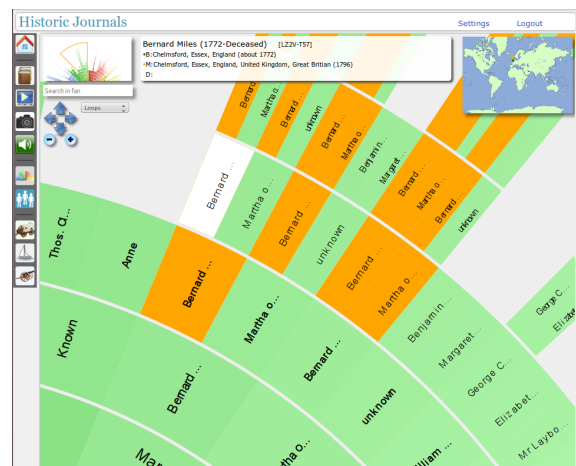 Historic Journals
Settings
Logout
Bernard Miles (1772-Deceased) [LZ2V-T57]
B:Chelmsford, Essex, England (about 1772)
M:Chelmsford, Essex, England, United Kingdom, Great Britian (1796)
D:
Search in fan
Loops
Bernard ...
Martha o...
Bernard ...
unknown
Bernard ...
Martha o...
Benjamin...
Margaret...
Bernard ...
Martha o...
Bernard ...
unknown
Bernard ...
Martha o...
Bernard ...
unknown
Bernard ...
Martha o...
Benjamin...
Margaret...
George C...
Elizabet...
Mr Laybo...
George C...
Thos. Cl...
Anne
Bernard ...
Martha o...
Bernard ...
unknown
Known
Bernard ...